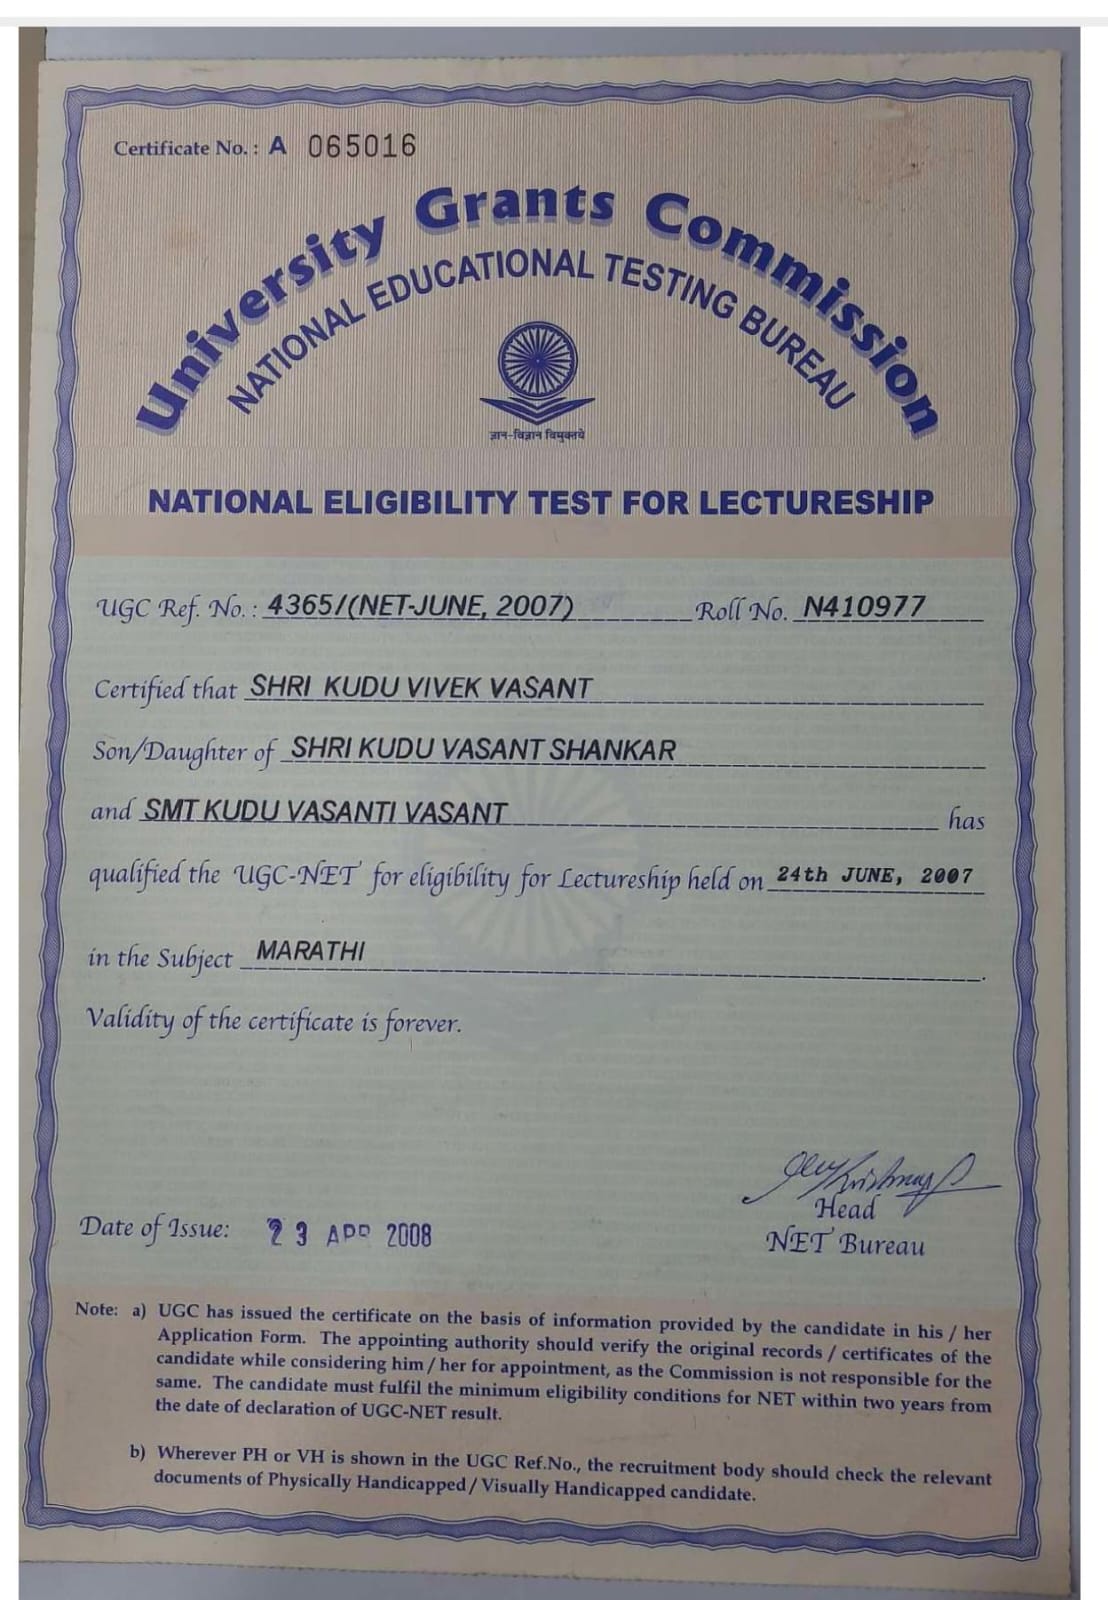 Certificate No. : A 065016
University Grants Commission
NATIONAL EDUCATIONAL TESTING BUREAU
ज्ञान-विज्ञान विमुक्तये
NATIONAL ELIGIBILITY TEST FOR LECTURESHIP
UGC Ref. No. : 4365/(NET-JUNE, 2007) Roll No. N410977
Certified that SHRI KUDU VIVEK VASANT
Son/Daughter of SHRI KUDU VASANT SHANKAR
and SMT KUDU VASANTI VASANT has
qualified the UGC-NET for eligibility for Lectureship held on 24th JUNE, 2007
in the Subject MARATHI .
Validity of the certificate is forever.
Head
Date of Issue: 23 APR 2008
NET Bureau
Note: a) UGC has issued the certificate on the basis of information provided by the candidate in his / her
Application Form. The appointing authority should verify the original records / certificates of the
candidate while considering him / her for appointment, as the Commission is not responsible for the
same. The candidate must fulfil the minimum eligibility conditions for NET within two years from
the date of declaration of UGC-NET result.
b) Wherever PH or VH is shown in the UGC Ref.No., the recruitment body should check the relevant
documents of Physically Handicapped / Visually Handicapped candidate.